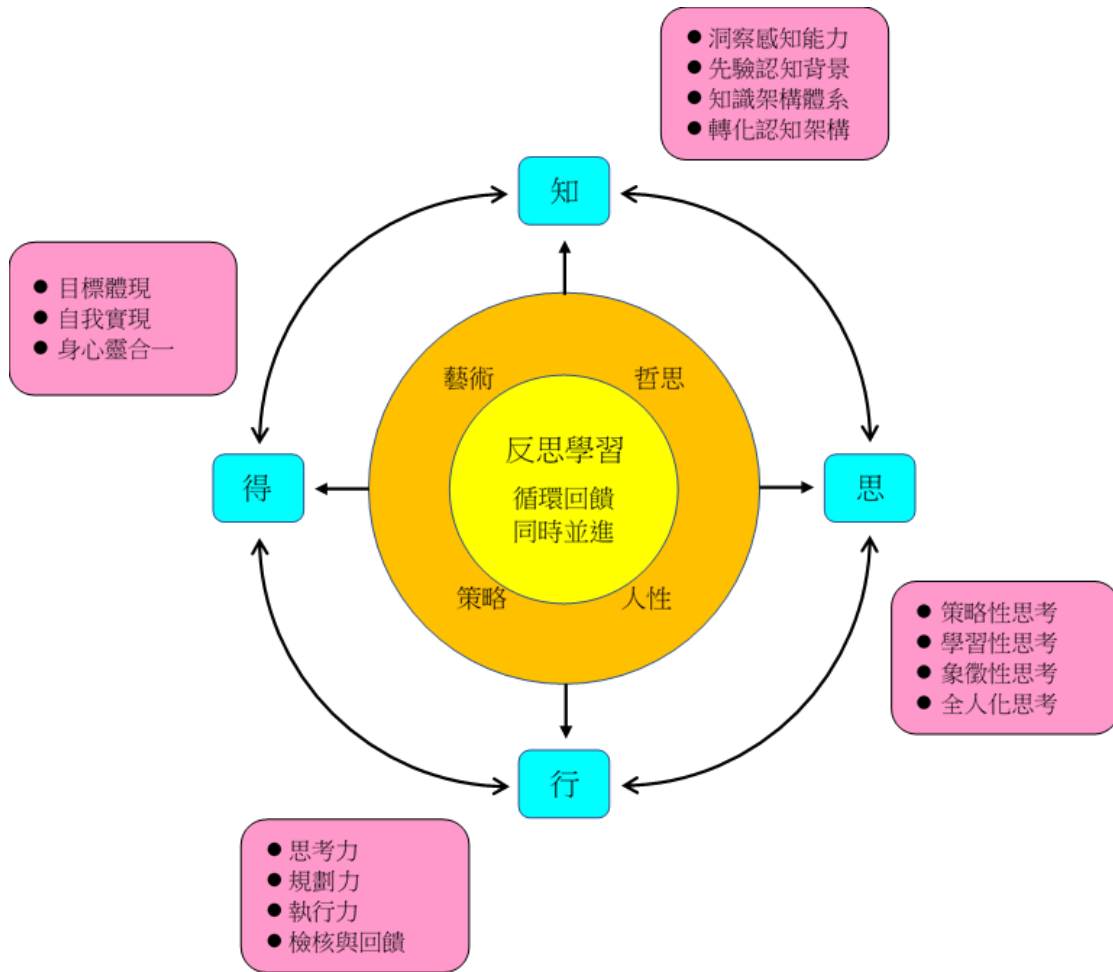 ● 洞察感知能力
● 先驗認知背景
● 知識架構體系
● 轉化認知架構
知
● 目標體現
● 自我實現
● 身心靈合一
藝術
哲思
反思學習
循環回饋
同時並進
得
思
策略
人性
● 策略性思考
● 學習性思考
● 象徵性思考
● 全人化思考
行
● 思考力
● 規劃力
● 執行力
● 檢核與回饋